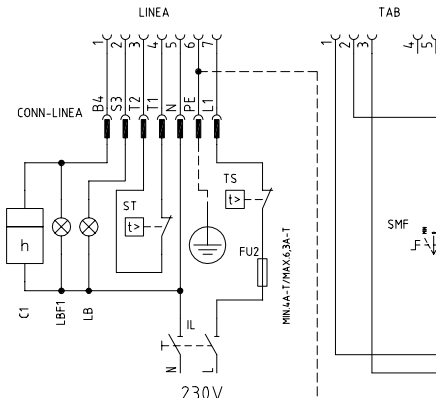 LINEA
TAB
1 2 3 4 5 6 7
1 2 3 4 5
CONN-LINEA
B4 S3 T2 T1 N PE L1
ST
TS
t>
t>
h
SMF
FU2
MIN.4A-T/MAX.6,3A-T
C1
LBF1
LB
IL
N
L
230V